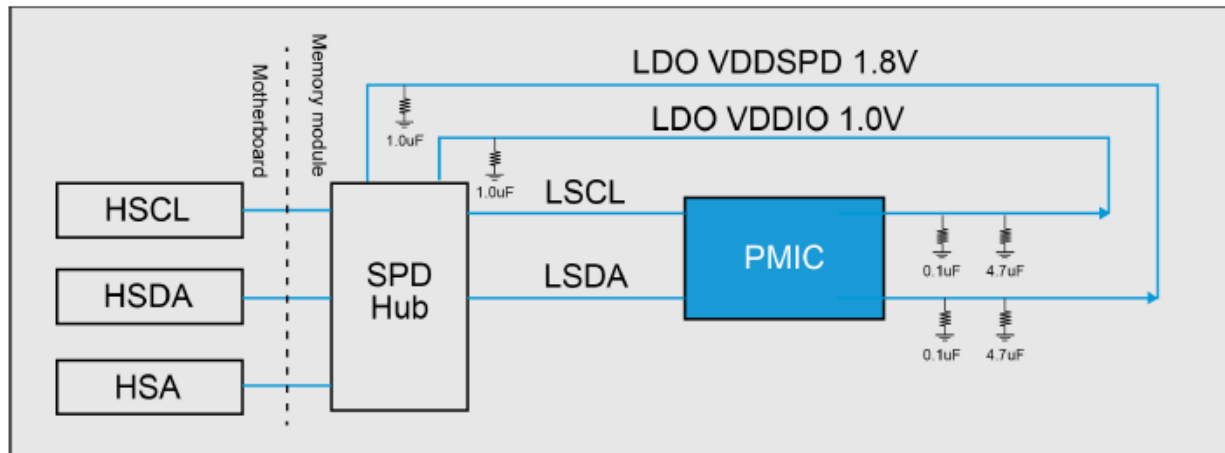 Motherboard
Memory module
LDO VDDSPD 1.8V
1.0uF
LDO VDDIO 1.0V
1.0uF
HSCL
HSDA
HSA
SPD
Hub
LSCL
LSDA
PMIC
0.1uF
4.7uF
0.1uF
4.7uF